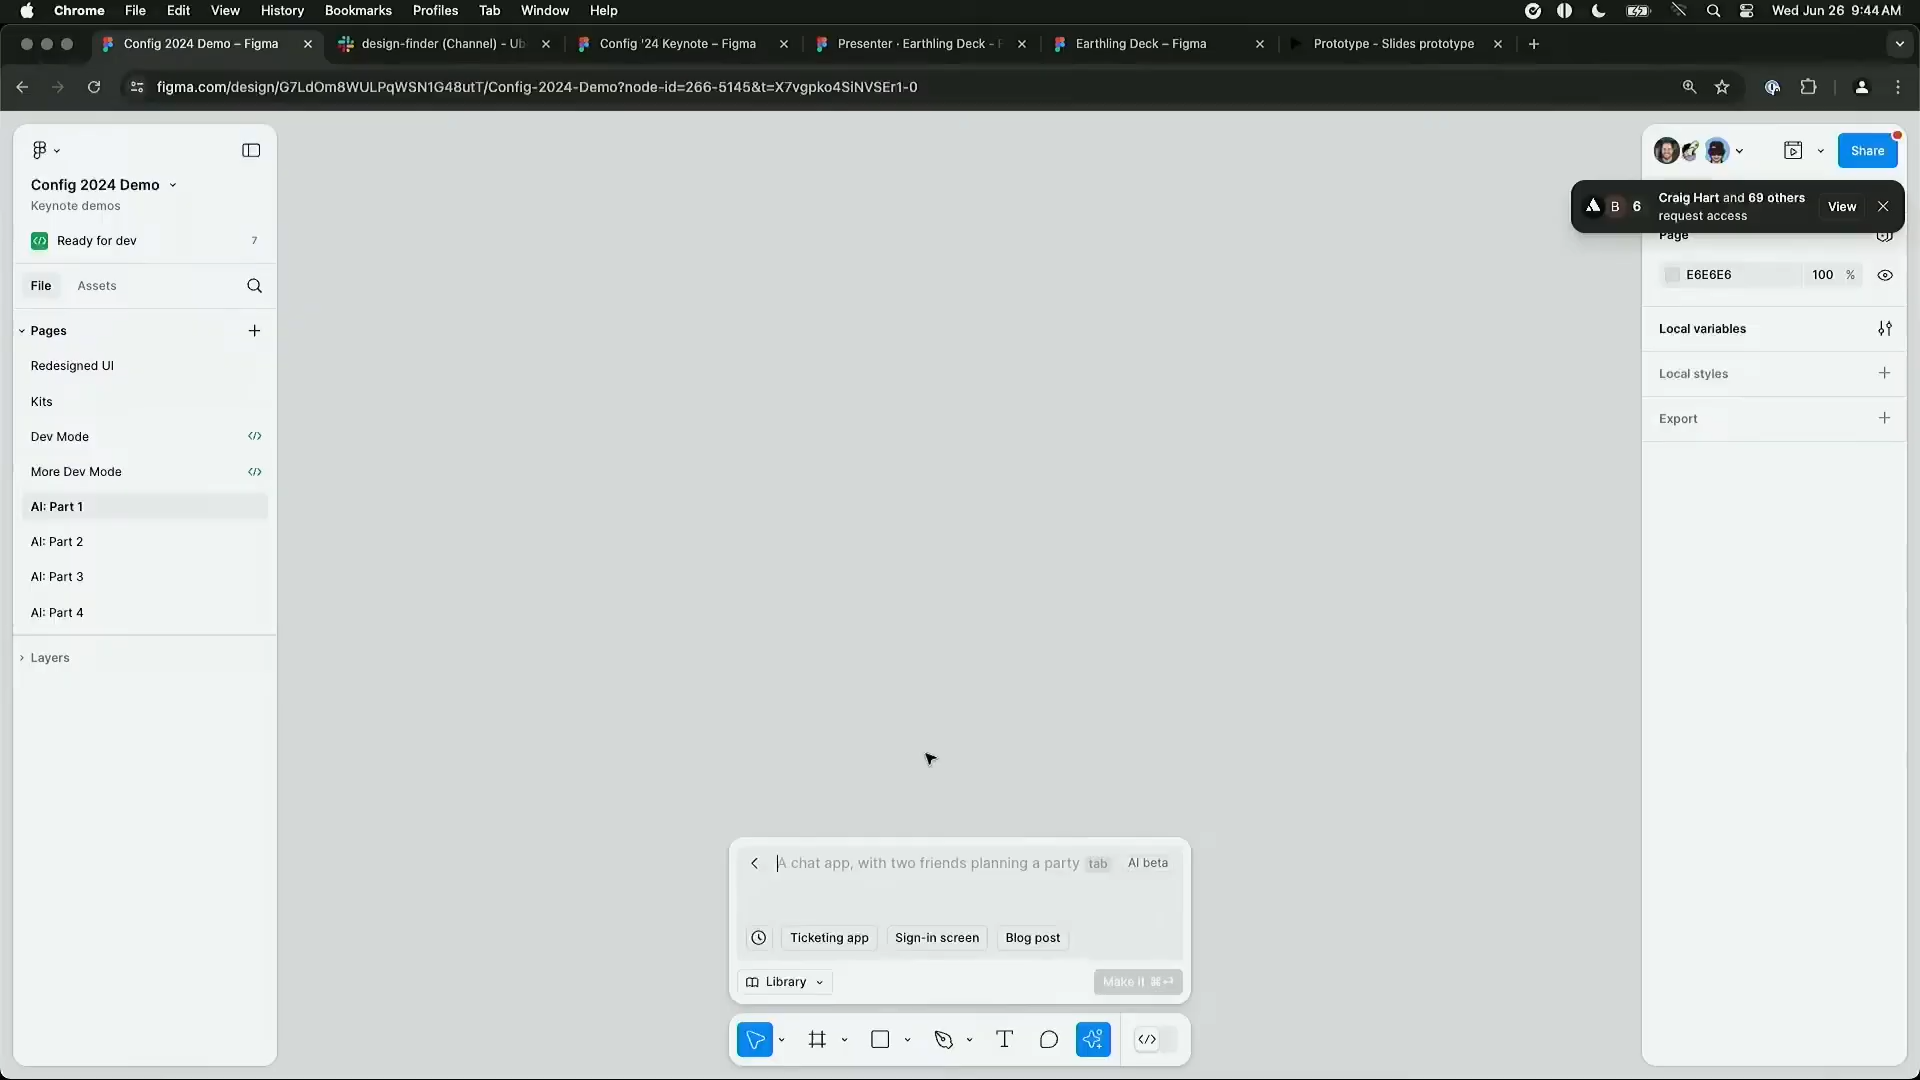 Chrome File Edit View History Bookmarks Profiles Tab Window Help Wed Jun 26 9:44 AM
Config 2024 Demo – Figma design-finder (Channel) - Ub Config '24 Keynote – Figma Presenter · Earthling Deck - F Earthling Deck – Figma Prototype - Slides prototype
figma.com/design/G7LdOm8WULPqWSN1G48utT/Config-2024-Demo?node-id=266-5145&t=X7vgpko4SiNVSEr1-0
Config 2024 Demo
Keynote demos
Ready for dev 7
File Assets
Pages
Redesigned UI
Kits
Dev Mode
More Dev Mode
AI: Part 1
AI: Part 2
AI: Part 3
AI: Part 4
Layers
A chat app, with two friends planning a party tab AI beta
Ticketing app Sign-in screen Blog post
Library Make it ⌘↵
Share
B 6 Craig Hart and 69 others
request access
View
Page
E6E6E6 100 %
Local variables
Local styles
Export